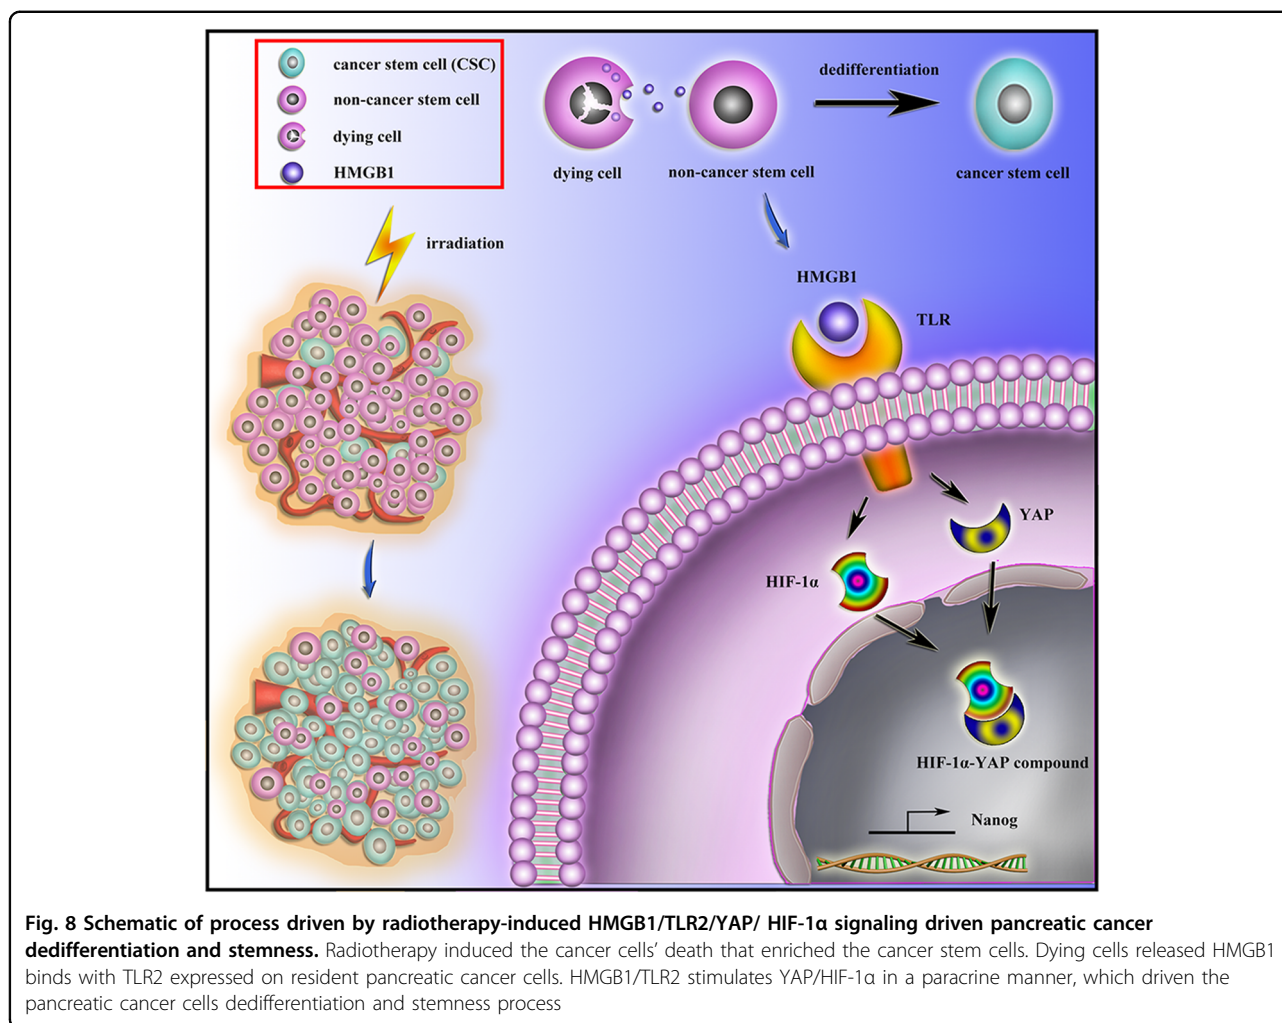 cancer stem cell (CSC)
non-cancer stem cell
dying cell
HMGB1
dedifferentiation
dying cell
non-cancer stem cell
cancer stem cell
irradiation
HMGB1
TLR
YAP
HIF-1α
HIF-1α-YAP compound
Nanog
Fig. 8 Schematic of process driven by radiotherapy-induced HMGB1/TLR2/YAP/ HIF-1α signaling driven pancreatic cancer
dedifferentiation and stemness. Radiotherapy induced the cancer cells’ death that enriched the cancer stem cells. Dying cells released HMGB1
binds with TLR2 expressed on resident pancreatic cancer cells. HMGB1/TLR2 stimulates YAP/HIF-1α in a paracrine manner, which driven the
pancreatic cancer cells dedifferentiation and stemness process